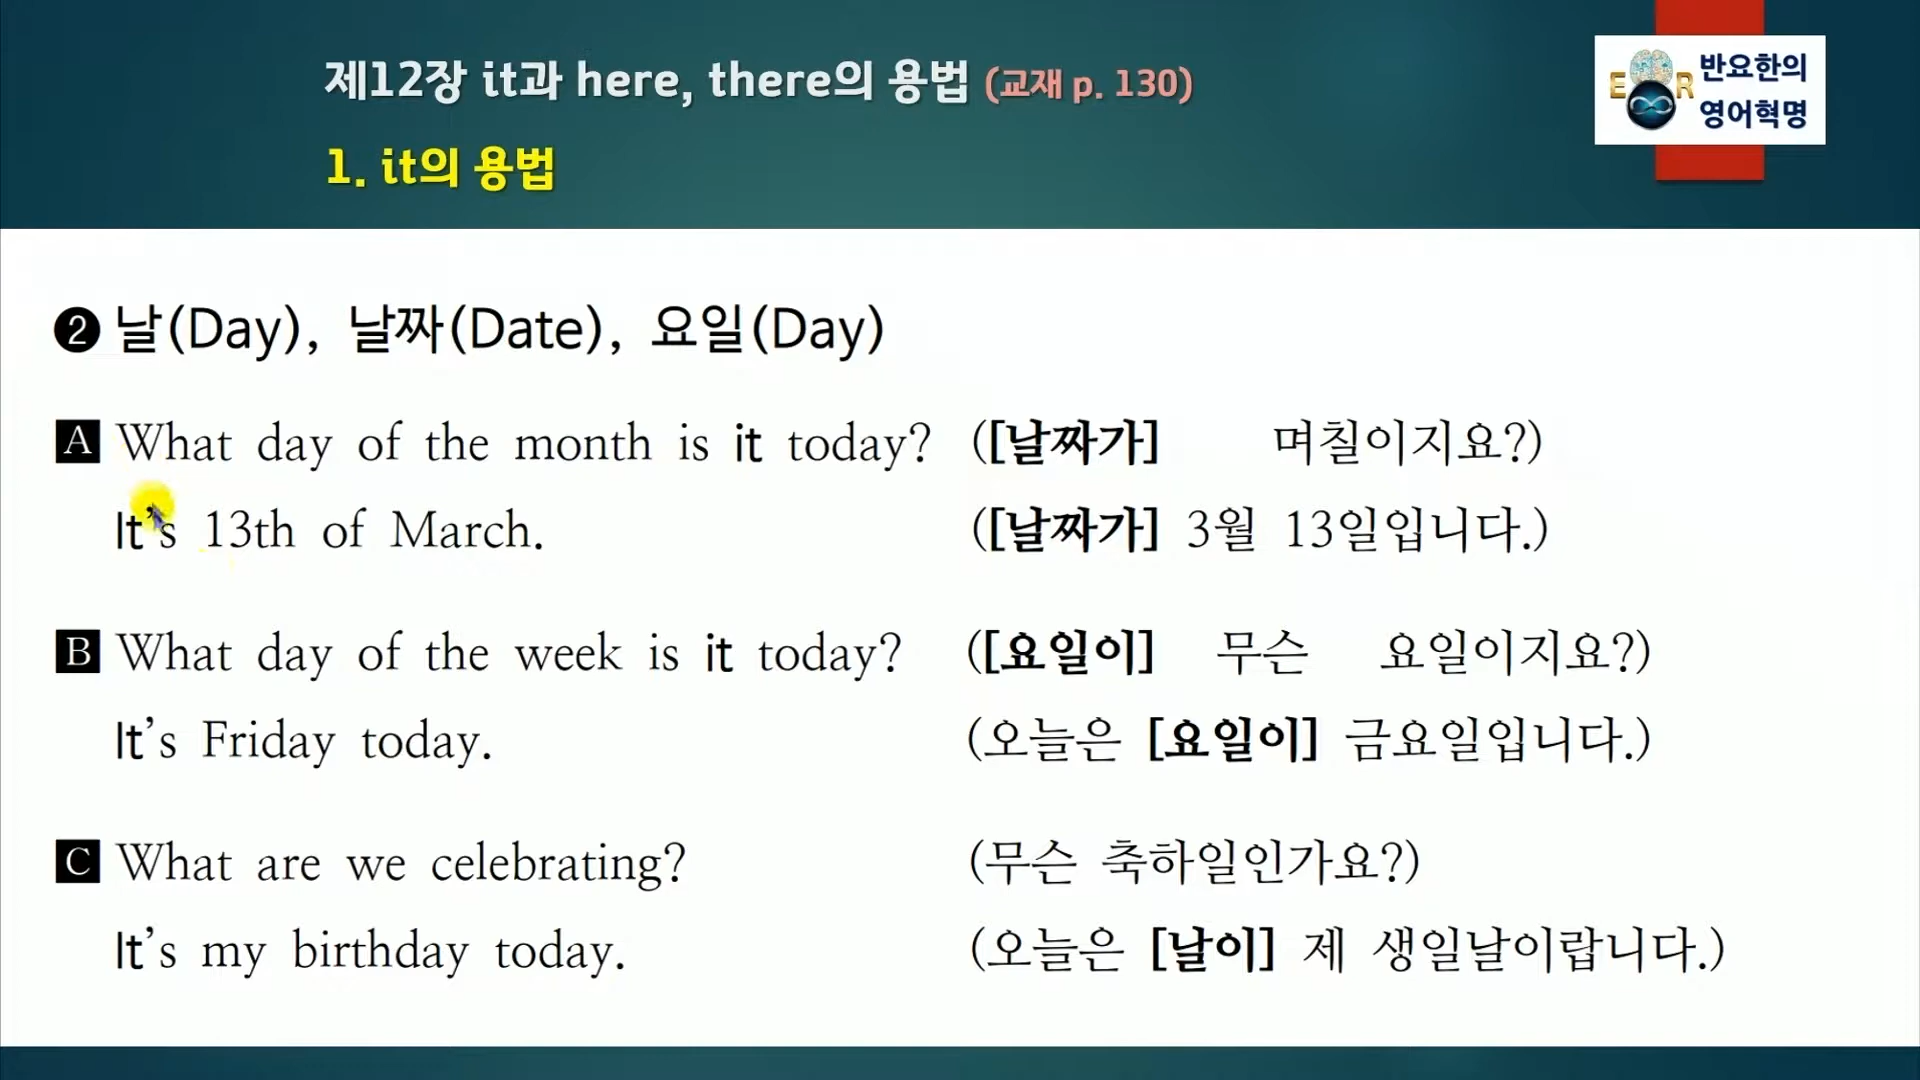 제12장 it과 here, there의 용법 (교재 p. 130)
1. it의 용법
E R 반요한의
영어혁명
❷ 날(Day), 날짜(Date), 요일(Day)
A What day of the month is it today? ([날짜가] 며칠이지요?)
It's 13th of March. ([날짜가] 3월 13일입니다.)
B What day of the week is it today? ([요일이] 무슨 요일이지요?)
It's Friday today. (오늘은 [요일이] 금요일입니다.)
C What are we celebrating? (무슨 축하일인가요?)
It's my birthday today. (오늘은 [날이] 제 생일날이랍니다.)